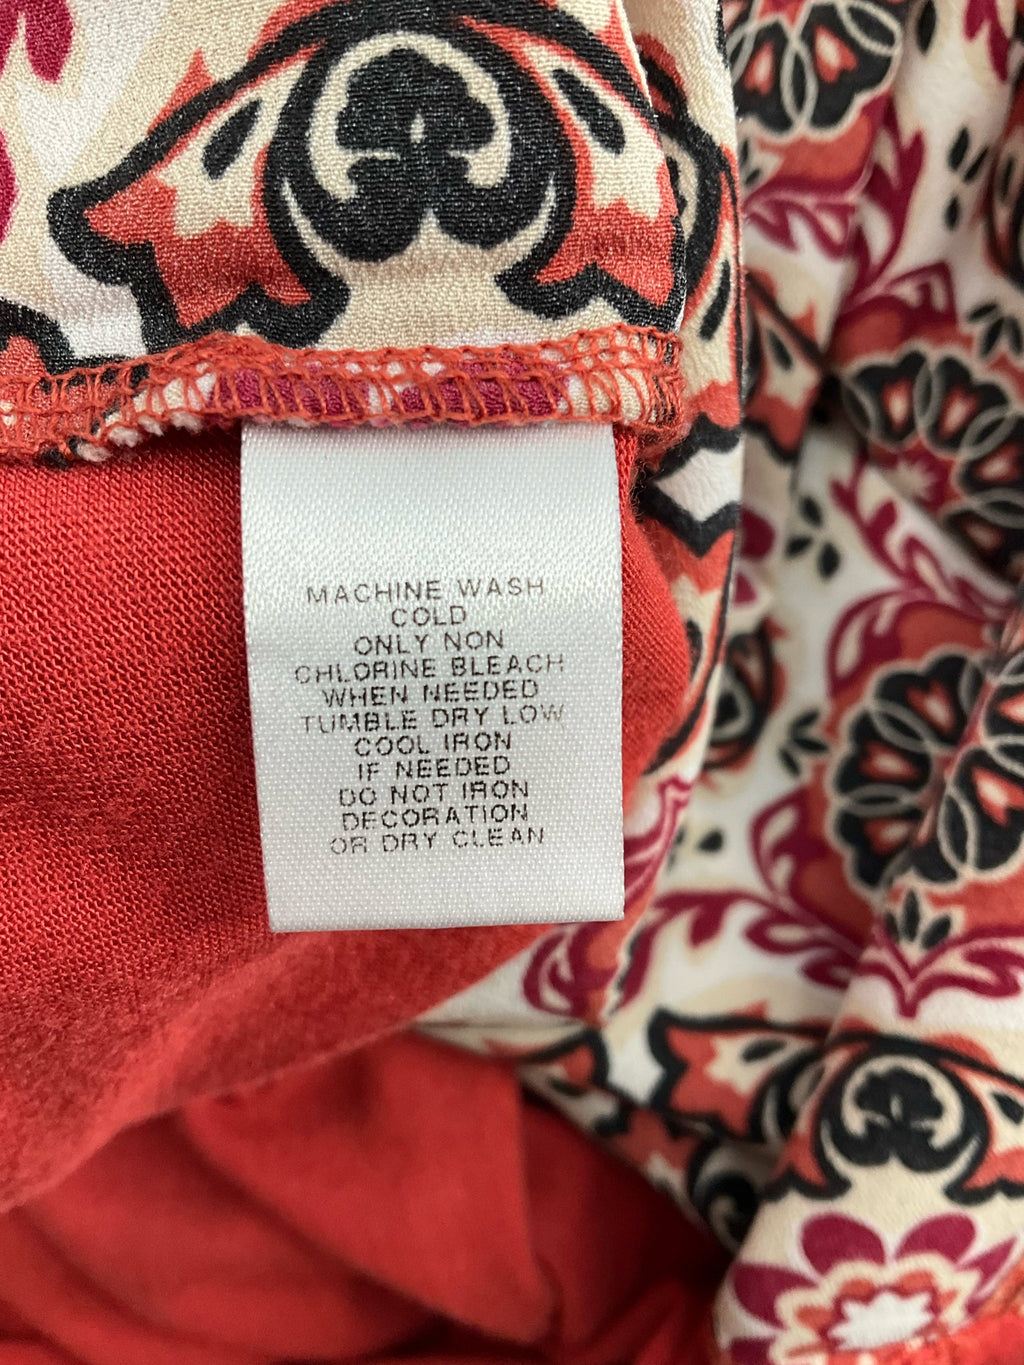 MACHINE WASH
COLD
ONLY NON
CHLORINE BLEACH
WHEN NEEDED
TUMBLE DRY LOW
COOL IRON
IF NEEDED
DO NOT IRON
DECORATION
OR DRY CLEAN